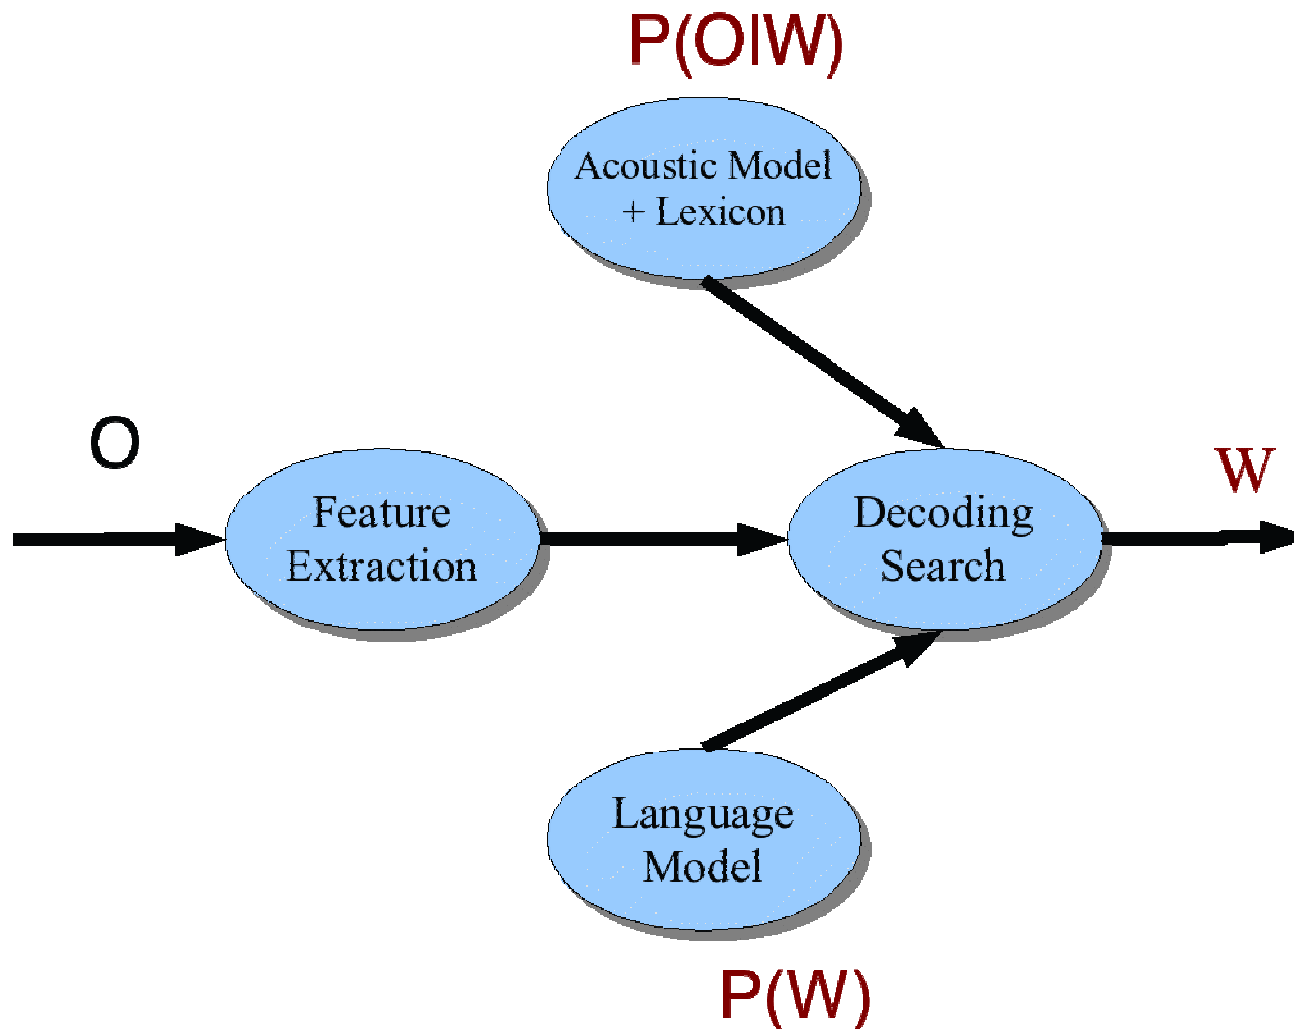 P(O|W)
Acoustic Model
+ Lexicon
O
W
Feature
Extraction
Decoding
Search
Language
Model
P(W)